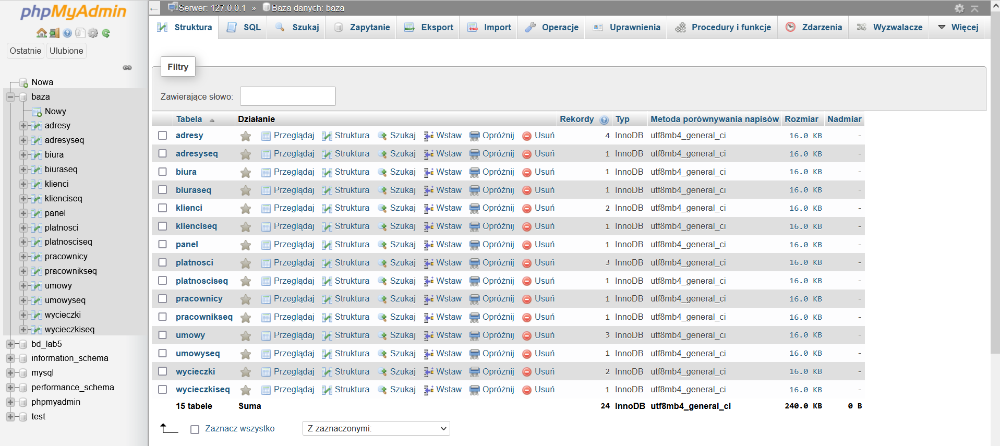 phpMyAdmin
Ostatnie Ulubione
Nowa
baza
Nowy
adresy
adresyseq
biura
biuraseq
klienci
klienciseq
panel
platnosci
platnosciseq
pracownicy
pracownikseq
umowy
umowyseq
wycieczki
wycieczkiseq
bd_lab5
information_schema
mysql
performance_schema
phpmyadmin
test
Serwer: 127.0.0.1 » Baza danych: baza
Struktura SQL Szukaj Zapytanie Eksport Import Operacje Uprawnienia Procedury i funkcje Zdarzenia Wyzwalacze Więcej
Filtry
Zawierające słowo:
Tabela Działanie Rekordy Typ Metoda porównywania napisów Rozmiar Nadmiar
adresy Przeglądaj Struktura Szukaj Wstaw Opróżnij Usuń 4 InnoDB utf8mb4_general_ci 16.0 KB -
adresyseq Przeglądaj Struktura Szukaj Wstaw Opróżnij Usuń 1 InnoDB utf8mb4_general_ci 16.0 KB -
biura Przeglądaj Struktura Szukaj Wstaw Opróżnij Usuń 1 InnoDB utf8mb4_general_ci 16.0 KB -
biuraseq Przeglądaj Struktura Szukaj Wstaw Opróżnij Usuń 1 InnoDB utf8mb4_general_ci 16.0 KB -
klienci Przeglądaj Struktura Szukaj Wstaw Opróżnij Usuń 2 InnoDB utf8mb4_general_ci 16.0 KB -
klienciseq Przeglądaj Struktura Szukaj Wstaw Opróżnij Usuń 1 InnoDB utf8mb4_general_ci 16.0 KB -
panel Przeglądaj Struktura Szukaj Wstaw Opróżnij Usuń 1 InnoDB utf8mb4_general_ci 16.0 KB -
platnosci Przeglądaj Struktura Szukaj Wstaw Opróżnij Usuń 3 InnoDB utf8mb4_general_ci 16.0 KB -
platnosciseq Przeglądaj Struktura Szukaj Wstaw Opróżnij Usuń 1 InnoDB utf8mb4_general_ci 16.0 KB -
pracownicy Przeglądaj Struktura Szukaj Wstaw Opróżnij Usuń 1 InnoDB utf8mb4_general_ci 16.0 KB -
pracownikseq Przeglądaj Struktura Szukaj Wstaw Opróżnij Usuń 1 InnoDB utf8mb4_general_ci 16.0 KB -
umowy Przeglądaj Struktura Szukaj Wstaw Opróżnij Usuń 3 InnoDB utf8mb4_general_ci 16.0 KB -
umowyseq Przeglądaj Struktura Szukaj Wstaw Opróżnij Usuń 1 InnoDB utf8mb4_general_ci 16.0 KB -
wycieczki Przeglądaj Struktura Szukaj Wstaw Opróżnij Usuń 2 InnoDB utf8mb4_general_ci 16.0 KB -
wycieczkiseq Przeglądaj Struktura Szukaj Wstaw Opróżnij Usuń 1 InnoDB utf8mb4_general_ci 16.0 KB -
15 tabele Suma 24 InnoDB utf8mb4_general_ci 240.0 KB 0 B
Zaznacz wszystko Z zaznaczonymi: